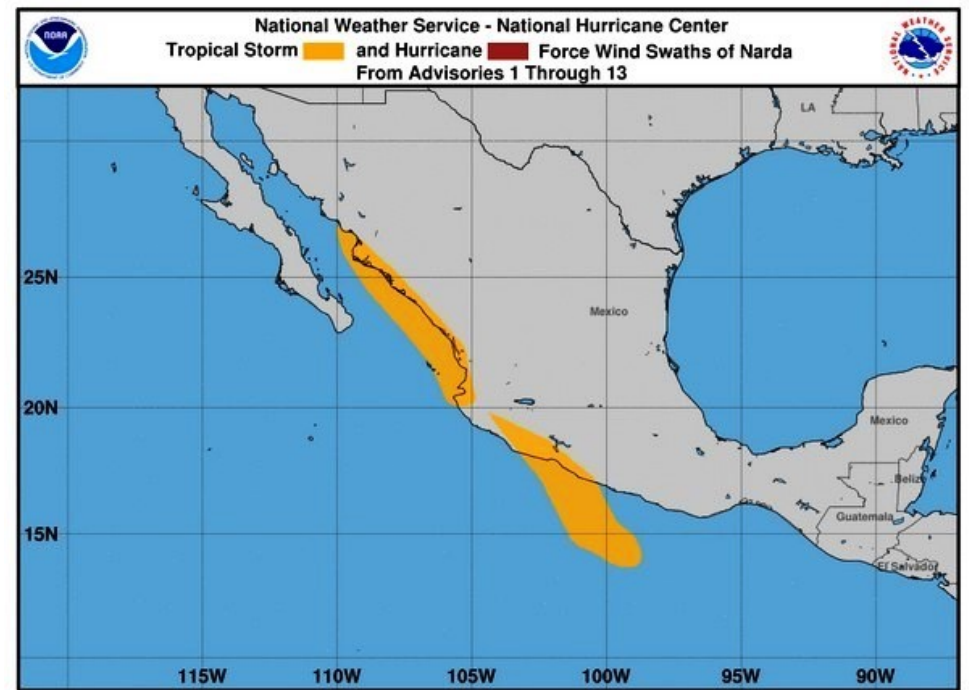 National Weather Service - National Hurricane Center
Tropical Storm and Hurricane Force Wind Swaths of Narda
From Advisories 1 Through 13
NOAA
LA
25N
Mexico
20N
Mexico
Belize
Guatemala
15N
El Salvador
115W 110W 105W 100W 95W 90W